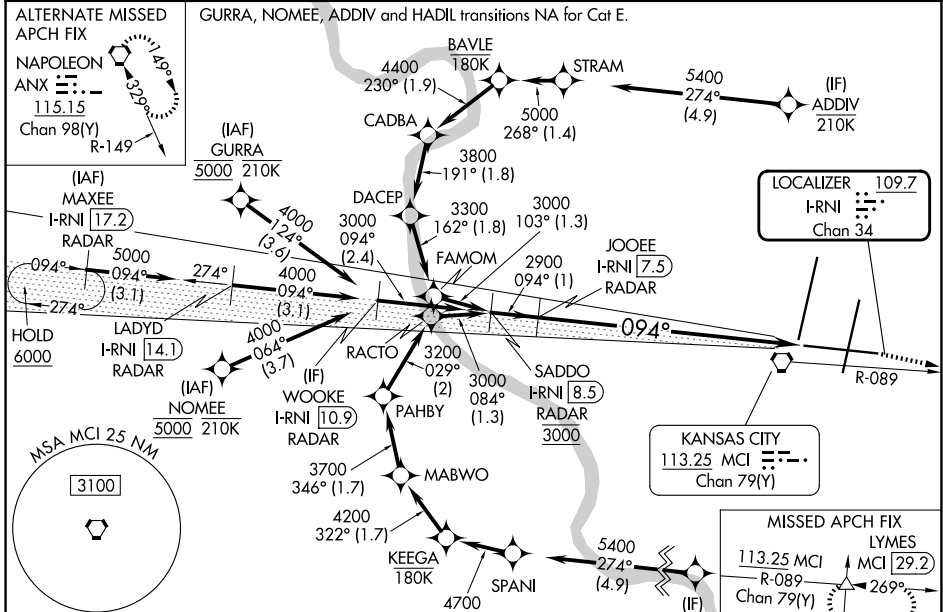 ALTERNATE MISSED
APCH FIX
NAPOLEON
ANX
115.15
Chan 98(Y)
149°
329°
R-149
GURRA, NOMEE, ADDIV and HADIL transitions NA for Cat E.
BAVLE
180K
STRAM
4400
230° (1.9)
5000
268° (1.4)
5400
274°
(4.9)
(IF)
ADDIV
210K
CADBA
3800
191° (1.8)
(IAF)
GURRA
5000 210K
DACEP
3300
162° (1.8)
3000
103° (1.3)
LOCALIZER 109.7
I-RNI
Chan 34
(IAF)
MAXEE
I-RNI 17.2
RADAR
4000
124°
(3.6)
3000
094°
(2.4)
FAMOM
2900
094° (1)
JOOEE
I-RNI 7.5
RADAR
094°
5000
094°
(3.1)
274°
4000
094°
(3.1)
094°
274°
HOLD
6000
LADYD
I-RNI 14.1
RADAR
4000
064°
(3.7)
RACTO
(IF)
WOOKE
I-RNI 10.9
RADAR
3200
029°
(2)
3000
084°
(1.3)
SADDO
I-RNI 8.5
RADAR
3000
R-089
(IAF)
NOMEE
5000 210K
PAHBY
KANSAS CITY
113.25 MCI
Chan 79(Y)
MSA MCI 25 NM
3100
3700
346° (1.7)
MABWO
4200
322° (1.7)
KEEGA
180K
SPANI
4700
5400
274°
(4.9)
(IF)
MISSED APCH FIX
LYMES
MCI 29.2
113.25 MCI
R-089
Chan 79(Y)
269°